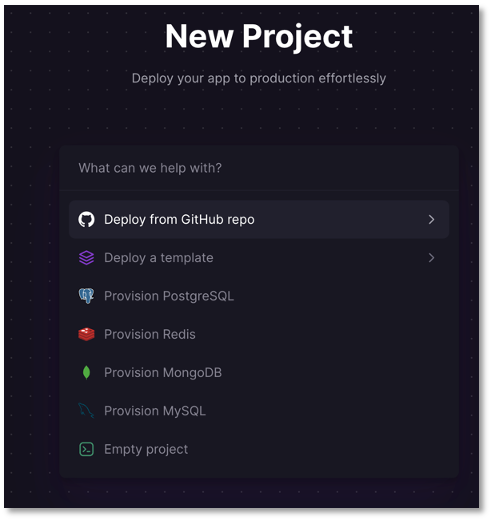 New Project
Deploy your app to production effortlessly
What can we help with?
Deploy from GitHub repo
Deploy a template
Provision PostgreSQL
Provision Redis
Provision MongoDB
Provision MySQL
Empty project